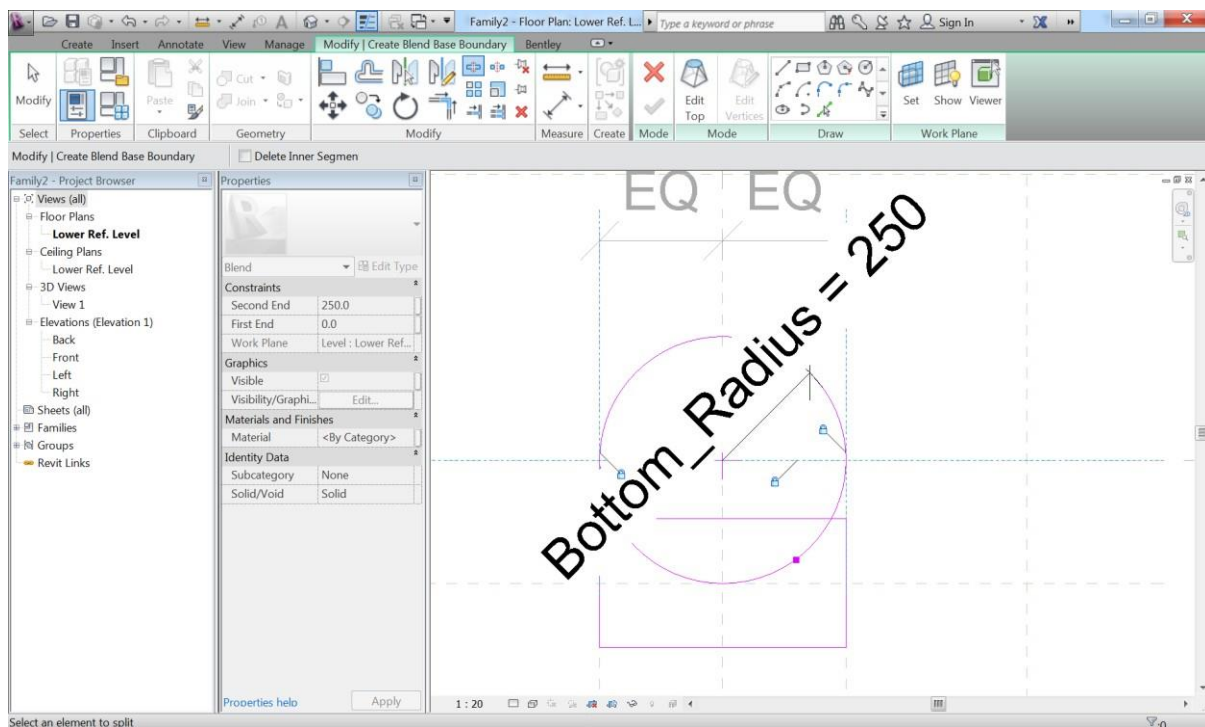 Family2 - Floor Plan: Lower Ref. L...
Type a keyword or phrase
Sign In
Create Insert Annotate View Manage Modify | Create Blend Base Boundary Bentley
Modify
Paste
Cut
Join
Edit Top
Edit Vertices
Set Show Viewer
Select Properties Clipboard Geometry Modify Measure Create Mode Mode Draw Work Plane
Modify | Create Blend Base Boundary
Delete Inner Segmen
Family2 - Project Browser
Views (all)
Floor Plans
Lower Ref. Level
Ceiling Plans
Lower Ref. Level
3D Views
View 1
Elevations (Elevation 1)
Back
Front
Left
Right
Sheets (all)
Families
Groups
Revit Links
Properties
Blend
Edit Type
Constraints
Second End 250.0
First End 0.0
Work Plane Level : Lower Ref...
Graphics
Visible
Visibility/Graphi... Edit...
Materials and Finishes
Material <By Category>
Identity Data
Subcategory None
Solid/Void Solid
Properties help
Apply
EQ EQ
Bottom_Radius = 250
1 : 20
Select an element to split
:0